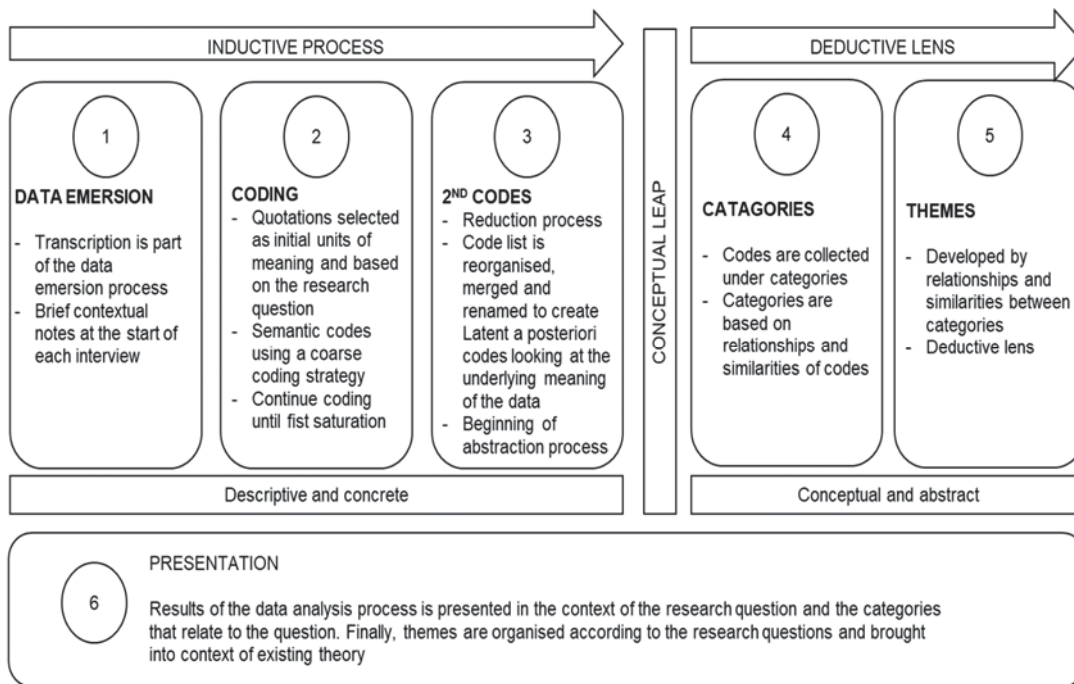 INDUCTIVE PROCESS
DEDUCTIVE LENS
1
DATA EMERSION
- Transcription is part
of the data
emersion process
- Brief contextual
notes at the start of
each interview
2
CODING
- Quotations selected
as initial units of
meaning and based
on the research
question
- Semantic codes
using a coarse
coding strategy
- Continue coding
until fist saturation
3
2ND CODES
- Reduction process
- Code list is
reorganised,
merged and
renamed to create
Latent a posteriori
codes looking at the
underlying meaning
of the data
- Beginning of
abstraction process
CONCEPTUAL LEAP
4
CATAGORIES
- Codes are collected
under categories
- Categories are
based on
relationships and
similarities of codes
5
THEMES
- Developed by
relationships and
similarities between
categories
- Deductive lens
Descriptive and concrete
Conceptual and abstract
6
PRESENTATION
Results of the data analysis process is presented in the context of the research question and the categories
that relate to the question. Finally, themes are organised according to the research questions and brought
into context of existing theory